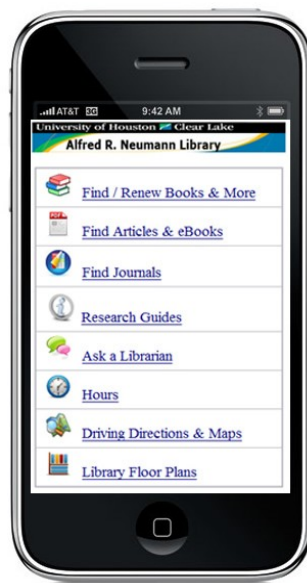 AT&T 3G 9:42 AM
University of Houston Clear Lake
Alfred R. Neumann Library
PDF
Find / Renew Books & More
Find Articles & eBooks
Find Journals
Research Guides
Ask a Librarian
Hours
Driving Directions & Maps
Library Floor Plans